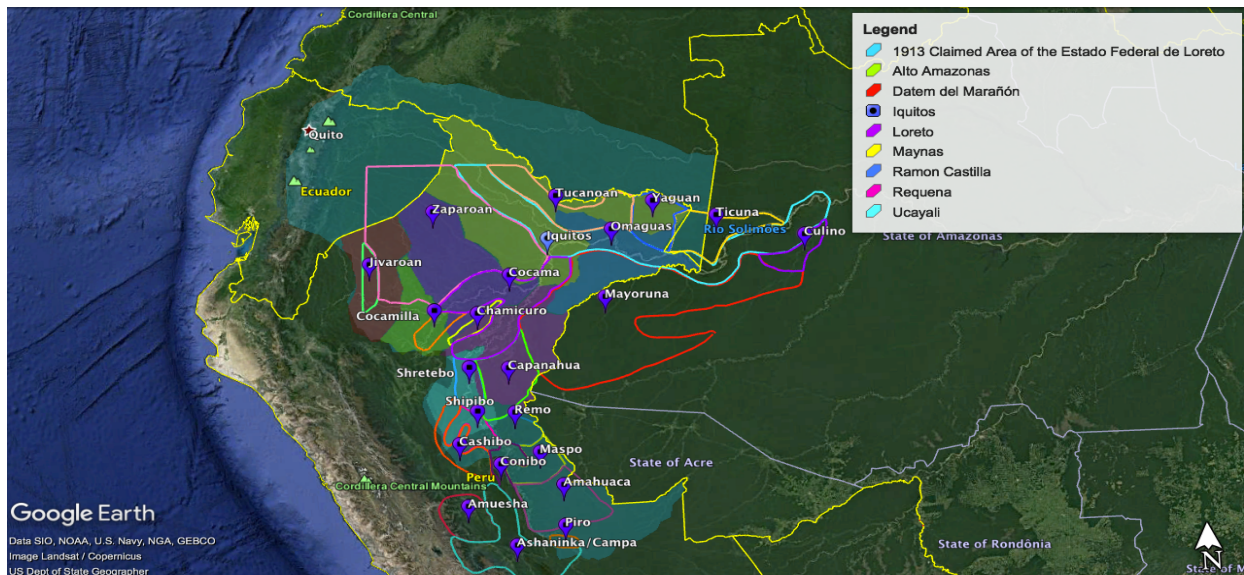 Cordillera Central
Legend
1913 Claimed Area of the Estado Federal de Loreto
Alto Amazonas
Datem del Marañón
Iquitos
Loreto
Maynas
Ramon Castilla
Requena
Ucayali
Quito
Ecuador
Tucanoan
Yaguan
Zaparoan
Ticuna
Iquitos
Omaguas
Rio Solimoes
Culino
State of Amazonas
Jivaroan
Cocama
Mayoruna
Cocamilla
Chamicuro
Shretebo
Capanahua
Shipibo
Remo
Cashibo
Maspo
Conibo
State of Acre
Peru
Cordillera Central Mountains
Amahuaca
Amuesha
Piro
Ashaninka/Campa
State of Rondônia
State of M
Google Earth
Data SIO, NOAA, U.S. Navy, NGA, GEBCO
Image Landsat / Copernicus
US Dept of State Geographer
N